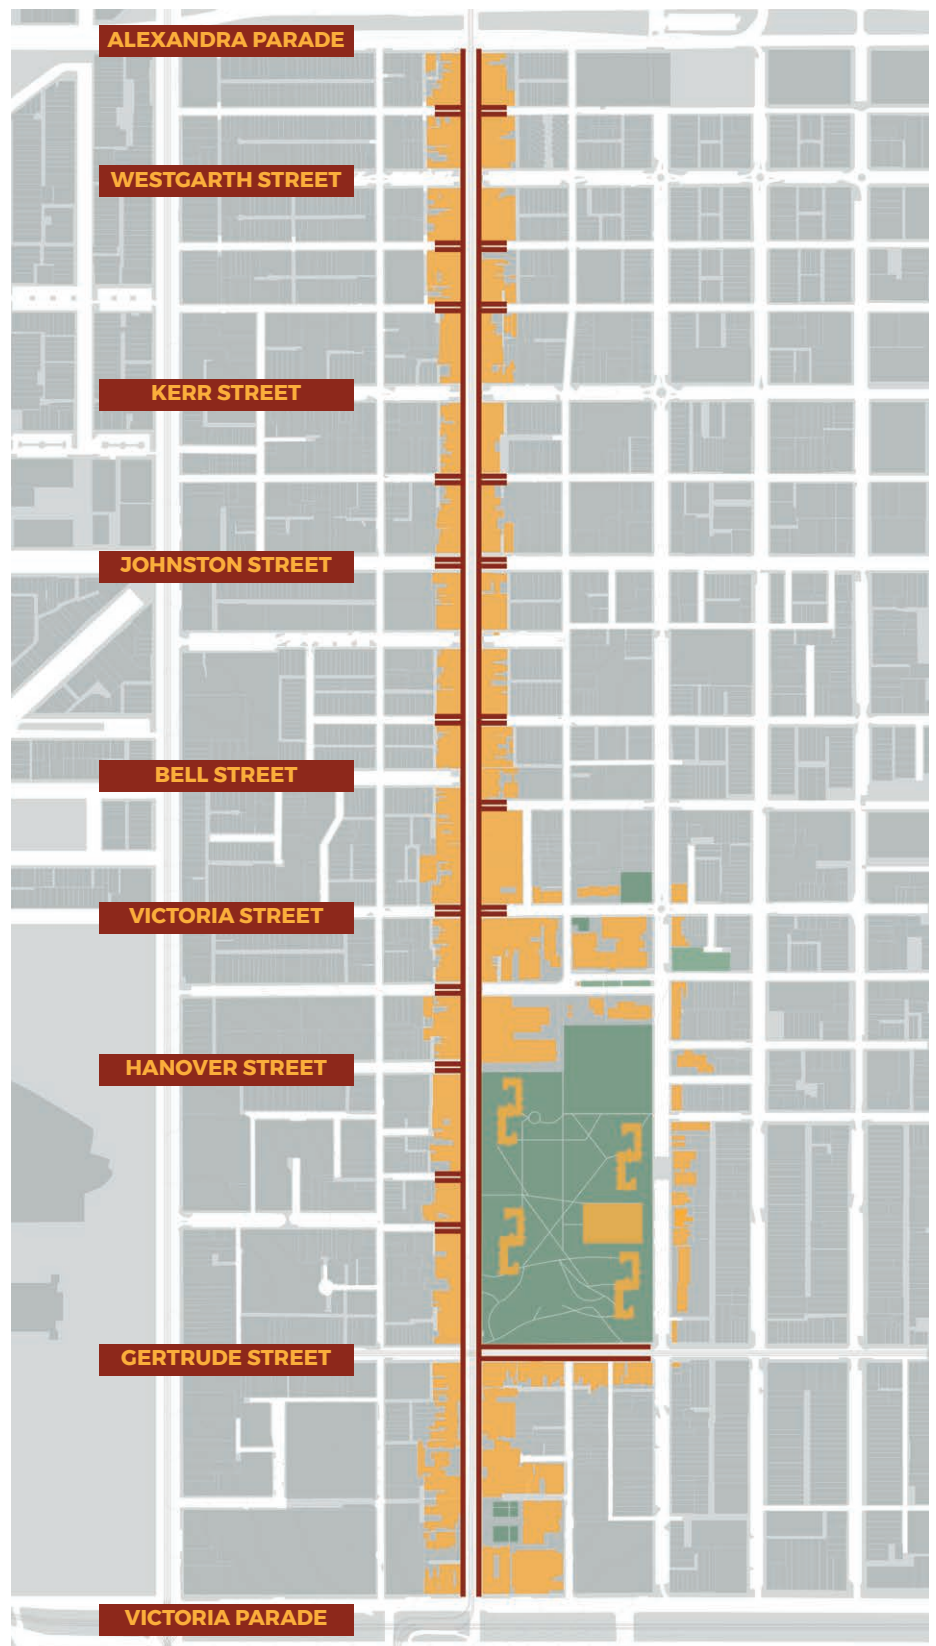 ALEXANDRA PARADE
WESTGARTH STREET
KERR STREET
JOHNSTON STREET
BELL STREET
VICTORIA STREET
HANOVER STREET
GERTRUDE STREET
VICTORIA PARADE